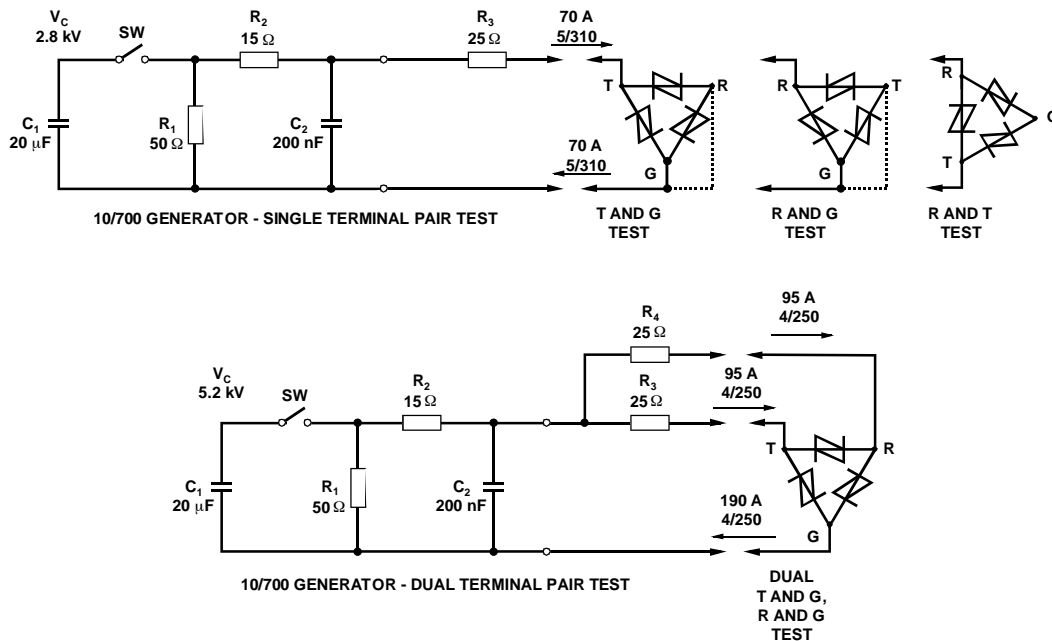 V_C
2.8 kV
SW
R_2
15 Ω
R_3
25 Ω
70 A
5/310
C_1
20 µF
R_1
50 Ω
C_2
200 nF
70 A
5/310
T
R
G
R
T
G
R
T
10/700 GENERATOR - SINGLE TERMINAL PAIR TEST
T AND G
TEST
R AND G
TEST
R AND T
TEST
V_C
5.2 kV
SW
R_2
15 Ω
R_4
25 Ω
R_3
25 Ω
95 A
4/250
95 A
4/250
C_1
20 µF
R_1
50 Ω
C_2
200 nF
190 A
4/250
T
R
G
10/700 GENERATOR - DUAL TERMINAL PAIR TEST
DUAL
T AND G,
R AND G
TEST